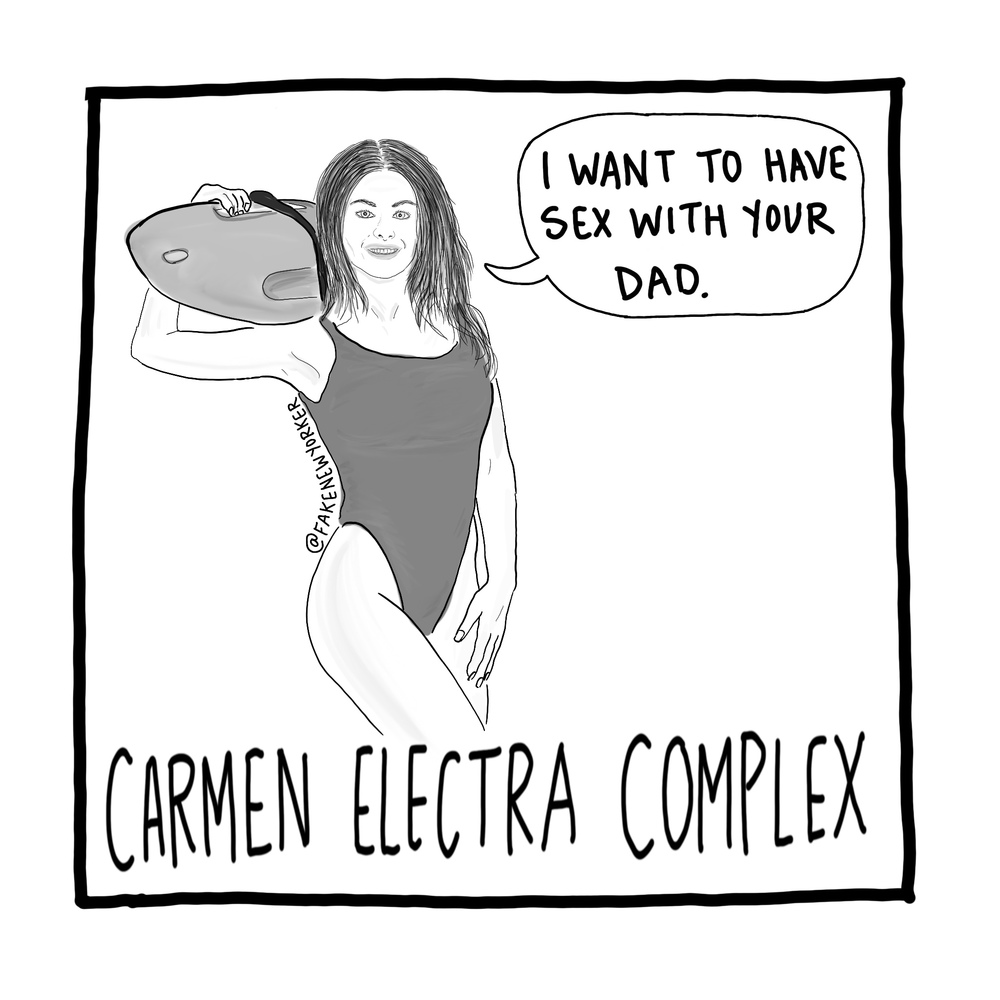 I WANT TO HAVE
SEX WITH YOUR
DAD.
@FAKENEWYORKER
CARMEN ELECTRA COMPLEX